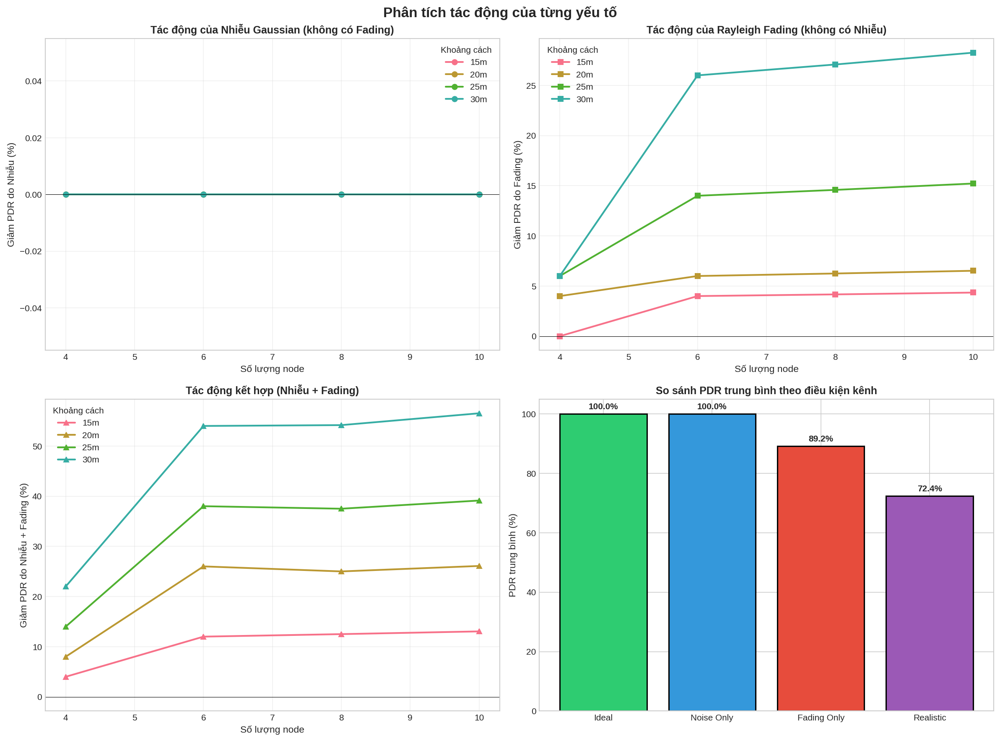 Phân tích tác động của từng yếu tố
Tác động của Nhiễu Gaussian (không có Fading)
Giảm PDR do Nhiễu (%)
0.04
0.02
0.00
−0.02
−0.04
Khoảng cách
15m
20m
25m
30m
4 5 6 7 8 9 10
Số lượng node
Tác động của Rayleigh Fading (không có Nhiễu)
Giảm PDR do Fading (%)
25
20
15
10
5
0
Khoảng cách
15m
20m
25m
30m
4 5 6 7 8 9 10
Số lượng node
Tác động kết hợp (Nhiễu + Fading)
Giảm PDR do Nhiễu + Fading (%)
50
40
30
20
10
0
Khoảng cách
15m
20m
25m
30m
4 5 6 7 8 9 10
Số lượng node
So sánh PDR trung bình theo điều kiện kênh
PDR trung bình (%)
100
80
60
40
20
0
100.0%
100.0%
89.2%
72.4%
Ideal Noise Only Fading Only Realistic